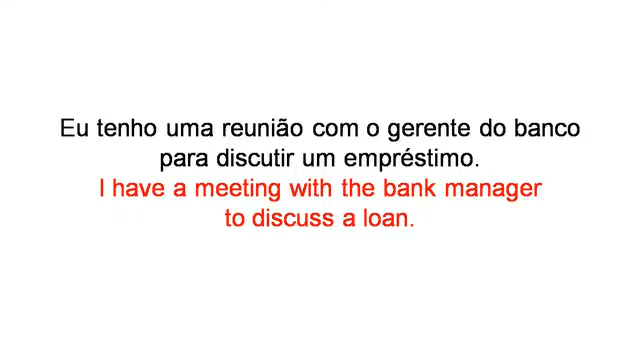 Eu tenho uma reunião com o gerente do banco
para discutir um empréstimo.
I have a meeting with the bank manager
to discuss a loan.